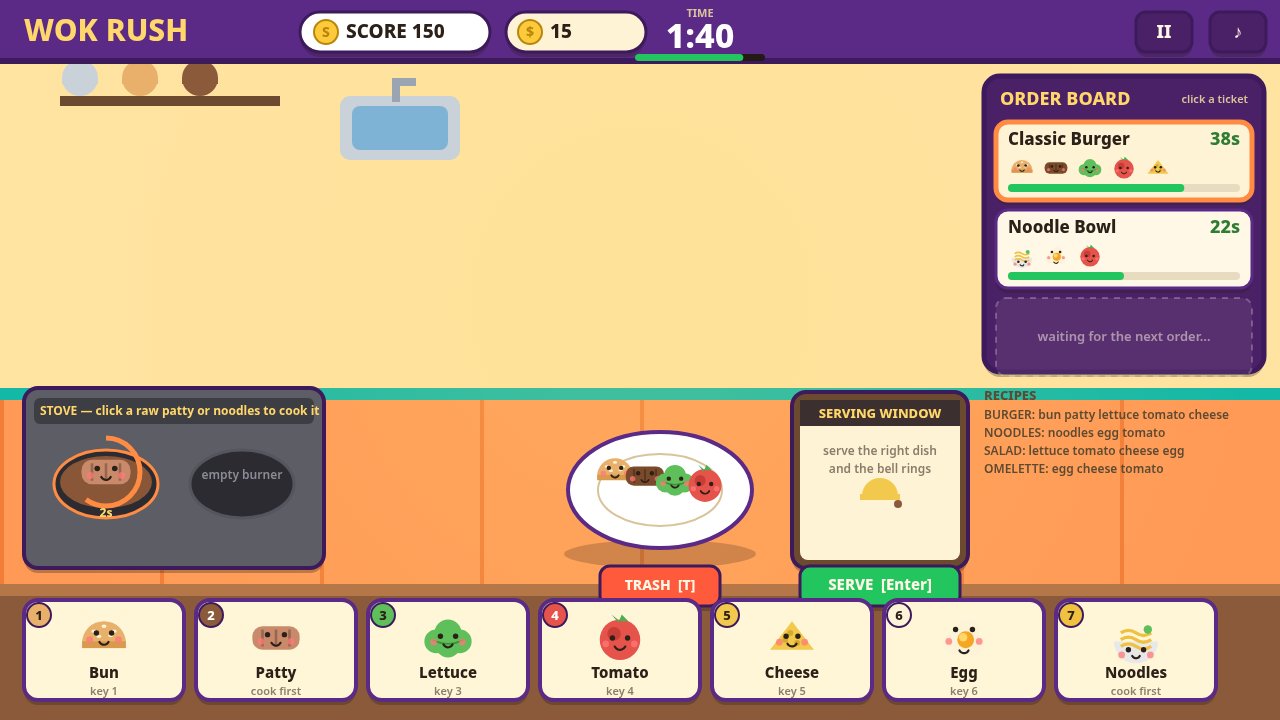 WOK RUSH
$ SCORE 150
$ 15
TIME
1:40
II ♪
ORDER BOARD click a ticket
Classic Burger 38s
Noodle Bowl 22s
waiting for the next order...
STOVE — click a raw patty or noodles to cook it
empty burner
2s
SERVING WINDOW
serve the right dish
and the bell rings
RECIPES
BURGER: bun patty lettuce tomato cheese
NOODLES: noodles egg tomato
SALAD: lettuce tomato cheese egg
OMELETTE: egg cheese tomato
TRASH [T]
SERVE [Enter]
1
Bun
key 1
2
Patty
cook first
3
Lettuce
key 3
4
Tomato
key 4
5
Cheese
key 5
6
Egg
key 6
7
Noodles
cook first